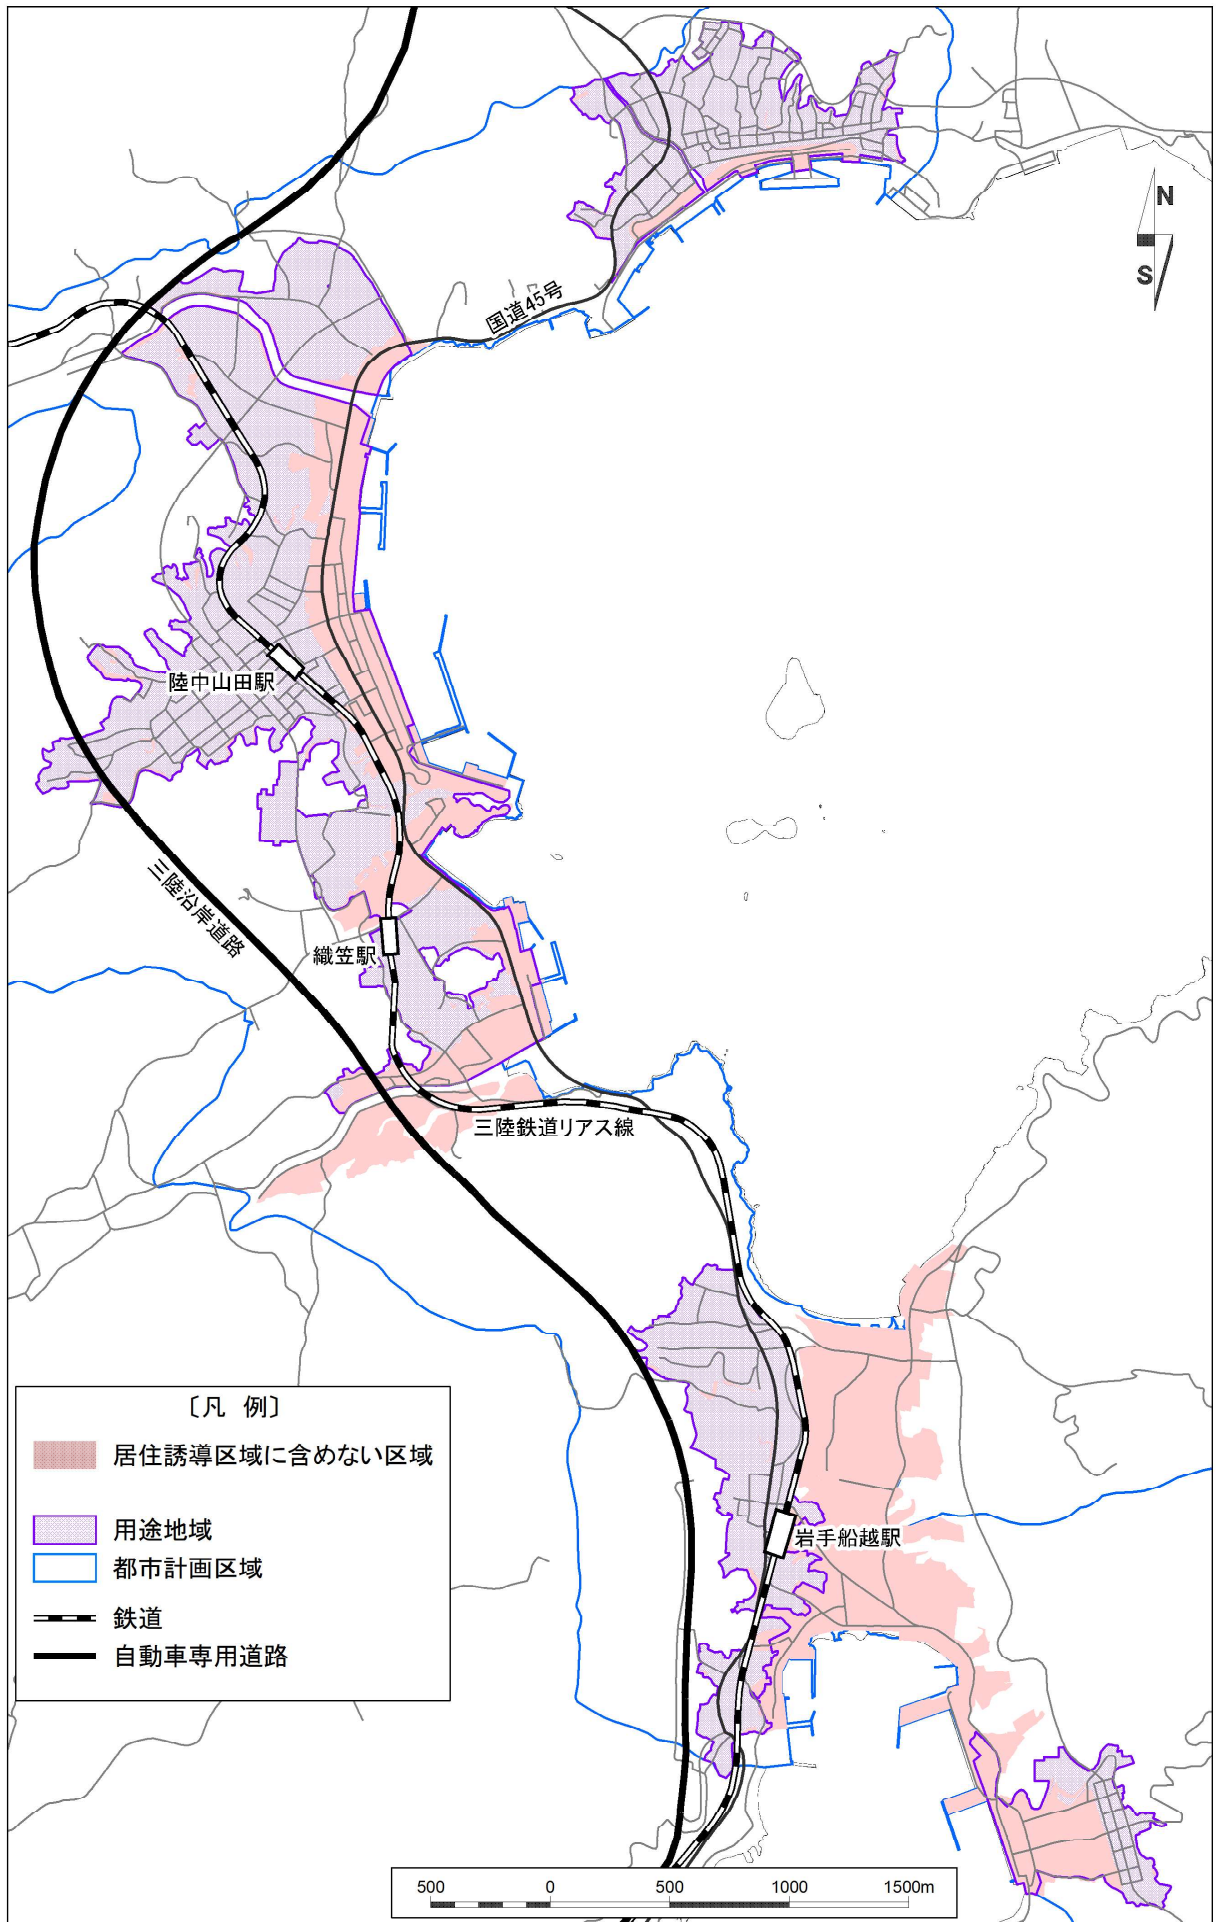 N
S
国道45号
陸中山田駅
三陸沿岸道路
織笠駅
三陸鉄道リアス線
岩手船越駅
〔凡 例〕
居住誘導区域に含めない区域
用途地域
都市計画区域
鉄道
自動車専用道路
500 0 500 1000 1500m